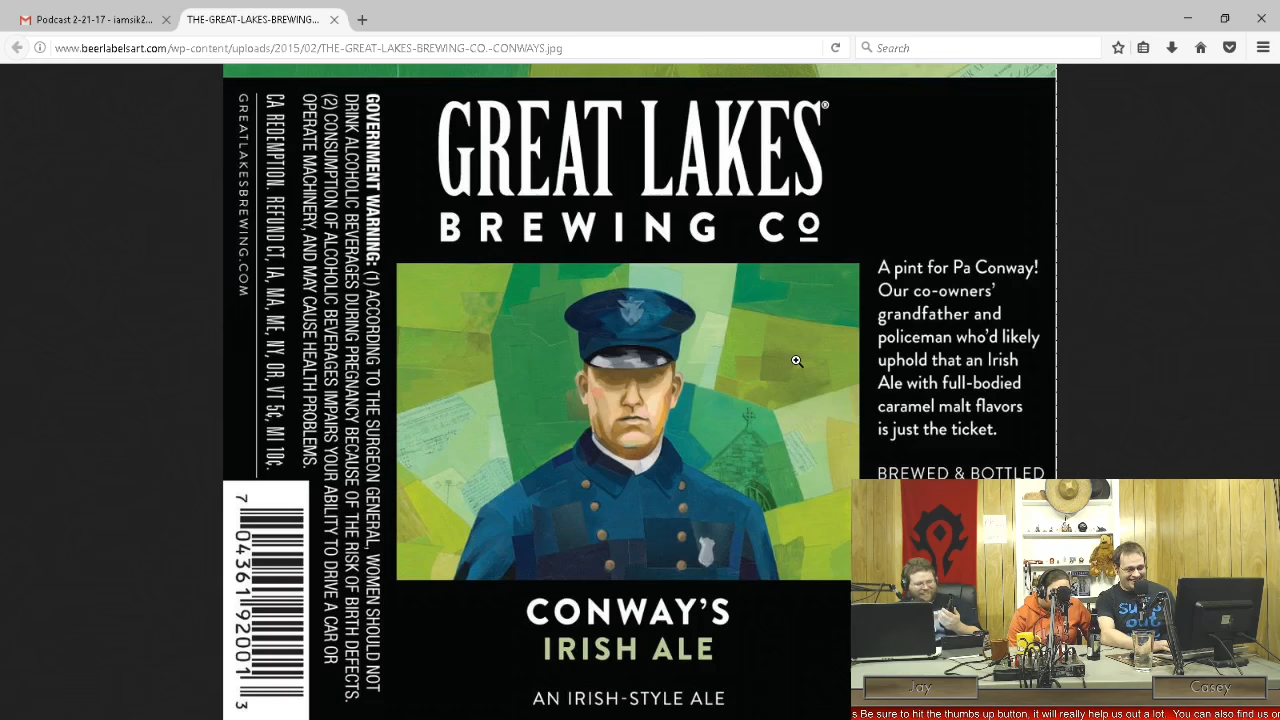 Podcast 2-21-17 - iamsik2...
THE-GREAT-LAKES-BREWING-...
www.beerlabelsart.com/wp-content/uploads/2015/02/THE-GREAT-LAKES-BREWING-CO.-CONWAYS.jpg
Search
GREAT LAKES®
BREWING Co
A pint for Pa Conway!
Our co-owners'
grandfather and
policeman who'd likely
uphold that an Irish
Ale with full-bodied
caramel malt flavors
is just the ticket.
BREWED & BOTTLED
GOVERNMENT WARNING: (1) ACCORDING TO THE SURGEON GENERAL, WOMEN SHOULD NOT
DRINK ALCOHOLIC BEVERAGES DURING PREGNANCY BECAUSE OF THE RISK OF BIRTH DEFECTS.
(2) CONSUMPTION OF ALCOHOLIC BEVERAGES IMPAIRS YOUR ABILITY TO DRIVE A CAR OR
OPERATE MACHINERY, AND MAY CAUSE HEALTH PROBLEMS.
CA REDEMPTION. REFUND CT, IA, MA, ME, NY, OR, VT 5¢, MI 10¢.
GREATLAKESBREWING.COM
7 04361 92001 3
CONWAY'S
IRISH ALE
AN IRISH-STYLE ALE
Jay
Casey
s Be sure to hit the thumbs up button, it will really help us out a lot. You can also find us o